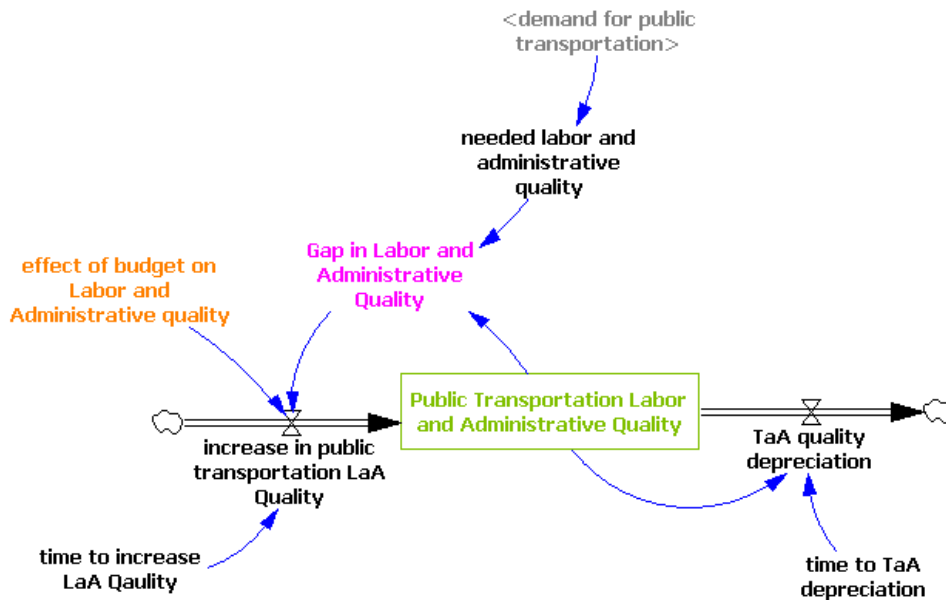 <demand for public
transportation>
needed labor and
administrative
quality
Gap in Labor and
Administrative
Quality
effect of budget on
Labor and
Administrative quality
Public Transportation Labor
and Administrative Quality
increase in public
transportation LaA
Quality
TaA quality
depreciation
time to increase
LaA Qaulity
time to TaA
depreciation